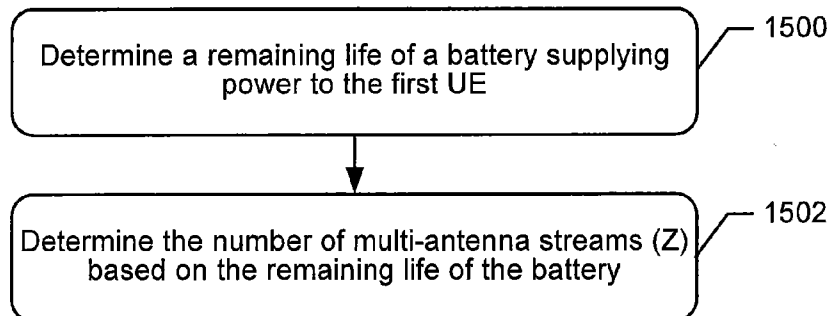 1500
Determine a remaining life of a battery supplying
power to the first UE
1502
Determine the number of multi-antenna streams (Z)
based on the remaining life of the battery